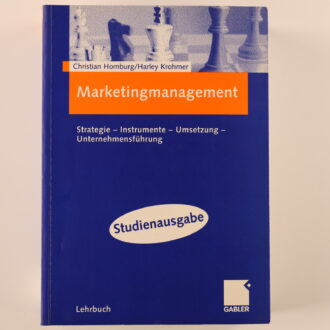 Christian Homburg/Harley Krohmer
Marketingmanagement
Strategie – Instrumente – Umsetzung –
Unternehmensführung
Studienausgabe
Lehrbuch
GABLER